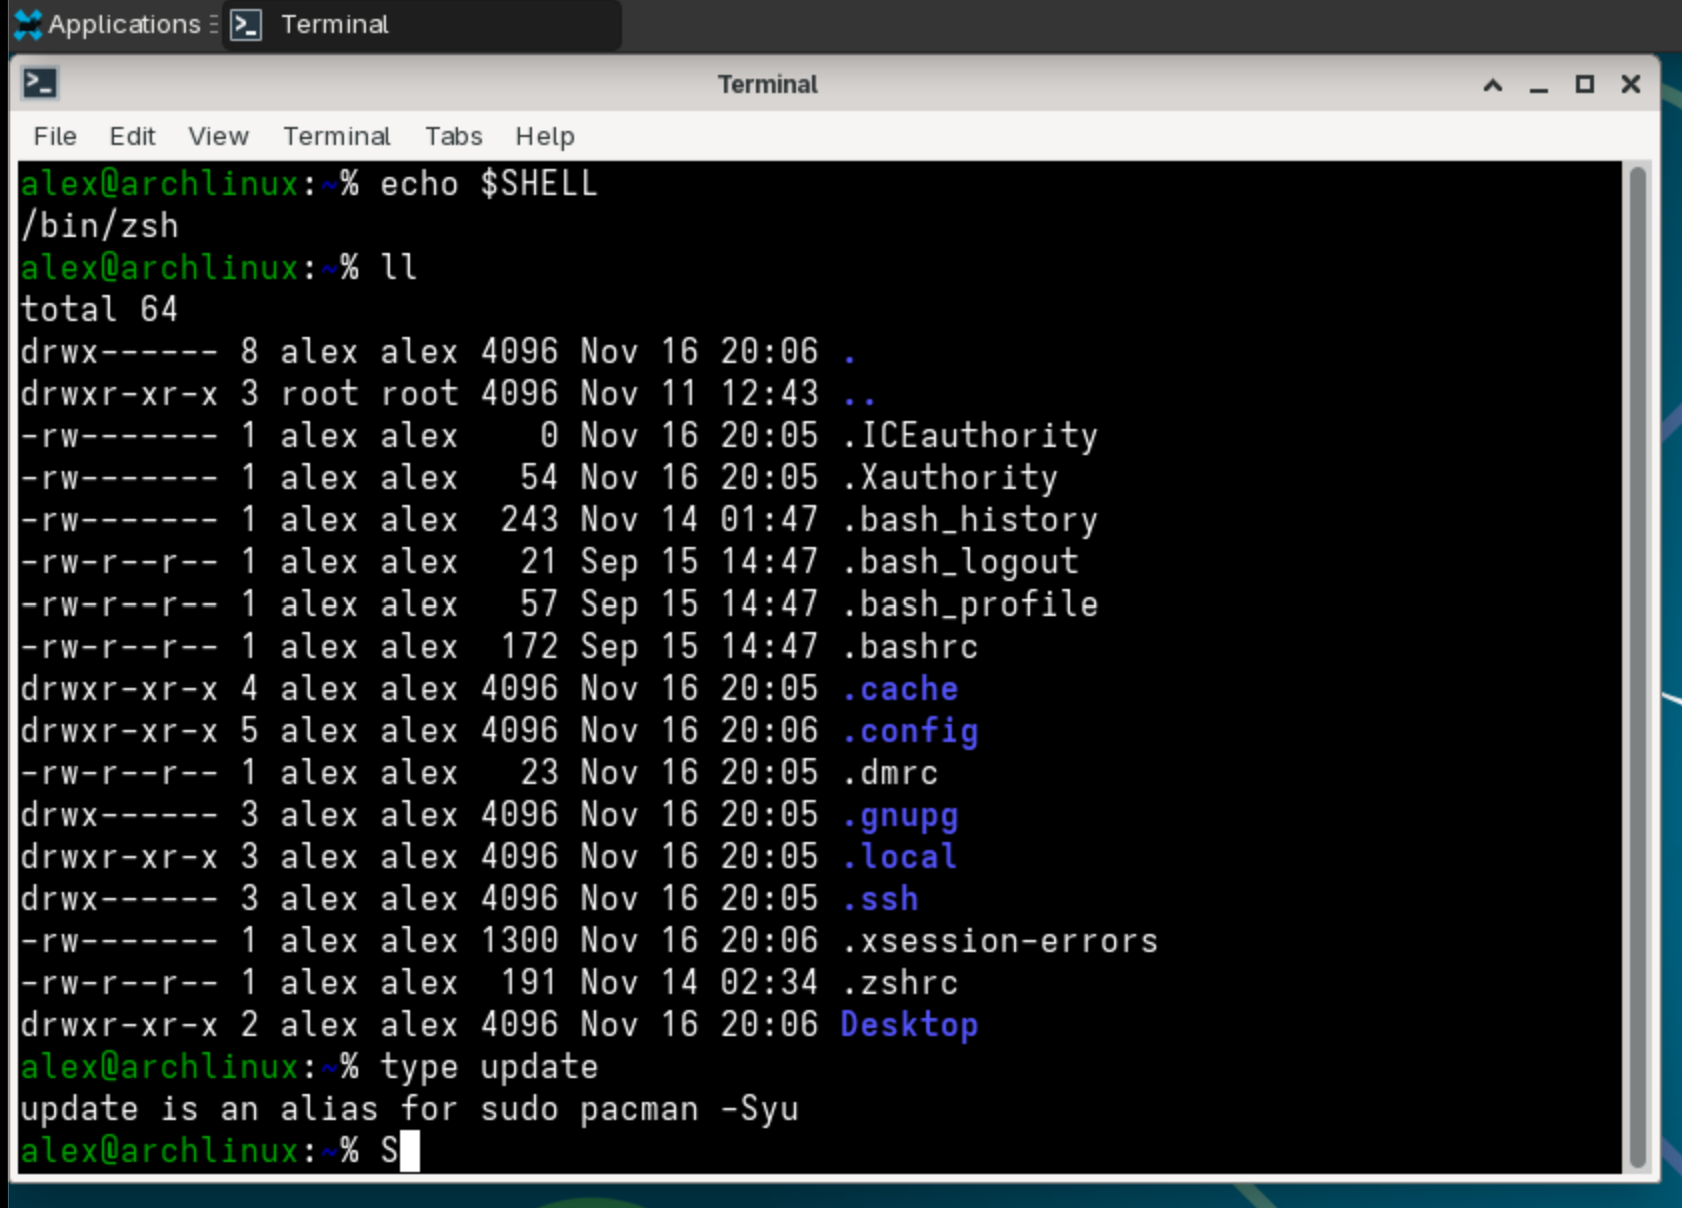 Applications Terminal
Terminal
File Edit View Terminal Tabs Help
alex@archlinux:~% echo $SHELL
/bin/zsh
alex@archlinux:~% ll
total 64
drwx------ 8 alex alex 4096 Nov 16 20:06 .
drwxr-xr-x 3 root root 4096 Nov 11 12:43 ..
-rw------- 1 alex alex    0 Nov 16 20:05 .ICEauthority
-rw------- 1 alex alex   54 Nov 16 20:05 .Xauthority
-rw------- 1 alex alex  243 Nov 14 01:47 .bash_history
-rw-r--r-- 1 alex alex   21 Sep 15 14:47 .bash_logout
-rw-r--r-- 1 alex alex   57 Sep 15 14:47 .bash_profile
-rw-r--r-- 1 alex alex  172 Sep 15 14:47 .bashrc
drwxr-xr-x 4 alex alex 4096 Nov 16 20:05 .cache
drwxr-xr-x 5 alex alex 4096 Nov 16 20:06 .config
-rw-r--r-- 1 alex alex   23 Nov 16 20:05 .dmrc
drwx------ 3 alex alex 4096 Nov 16 20:05 .gnupg
drwxr-xr-x 3 alex alex 4096 Nov 16 20:05 .local
drwx------ 3 alex alex 4096 Nov 16 20:05 .ssh
-rw------- 1 alex alex 1300 Nov 16 20:06 .xsession-errors
-rw-r--r-- 1 alex alex  191 Nov 14 02:34 .zshrc
drwxr-xr-x 2 alex alex 4096 Nov 16 20:06 Desktop
alex@archlinux:~% type update
update is an alias for sudo pacman -Syu
alex@archlinux:~% S